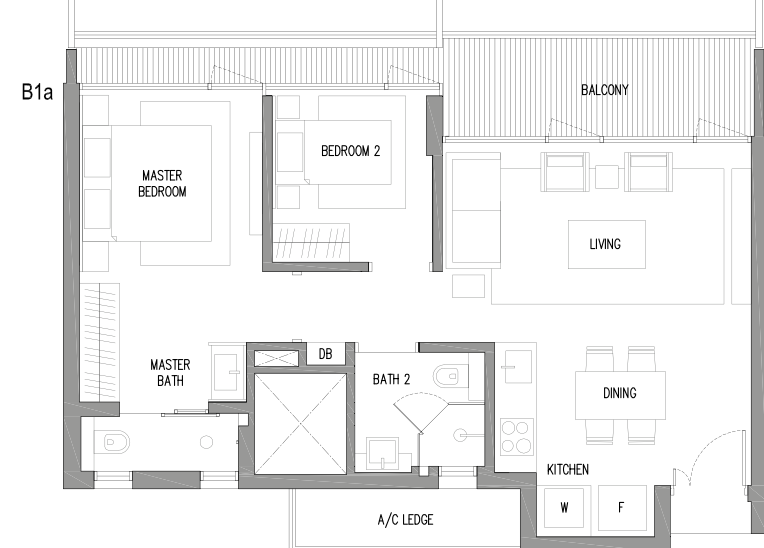 B1a
BALCONY
MASTER
BEDROOM
BEDROOM 2
LIVING
DB
MASTER
BATH
BATH 2
DINING
KITCHEN
W
F
A/C LEDGE